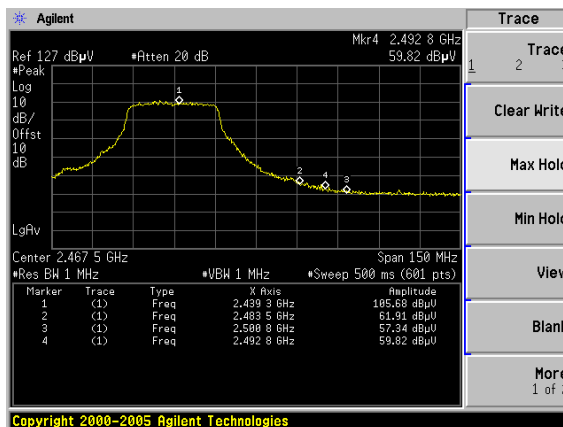 Agilent
Trace
Mkr4 2.492 8 GHz
Ref 127 dBµV #Atten 20 dB 59.82 dBµV
#Peak
Log
10
dB/
Offst
10
dB
LgAv
1
2
4
3
Center 2.467 5 GHz Span 150 MHz
#Res BW 1 MHz #VBW 1 MHz #Sweep 500 ms (601 pts)
Marker Trace Type X Axis Amplitude
1 (1) Freq 2.439 3 GHz 105.68 dBµV
2 (1) Freq 2.483 5 GHz 61.91 dBµV
3 (1) Freq 2.500 8 GHz 57.34 dBµV
4 (1) Freq 2.492 8 GHz 59.82 dBµV
Trace
1 2
Clear Write
Max Hold
Min Hold
View
Blank
More
1 of
Copyright 2000-2005 Agilent Technologies